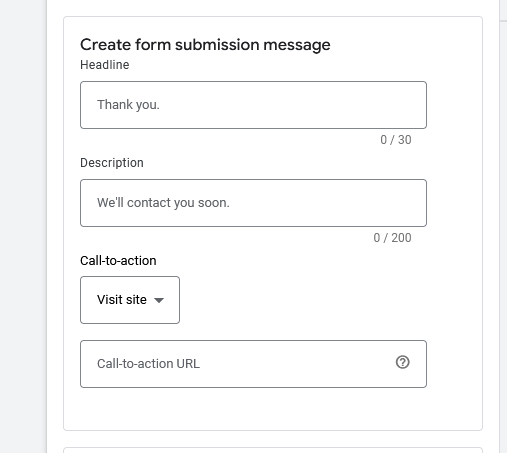 Create form submission message
Headline
Thank you.
0 / 30
Description
We'll contact you soon.
0 / 200
Call-to-action
Visit site
Call-to-action URL